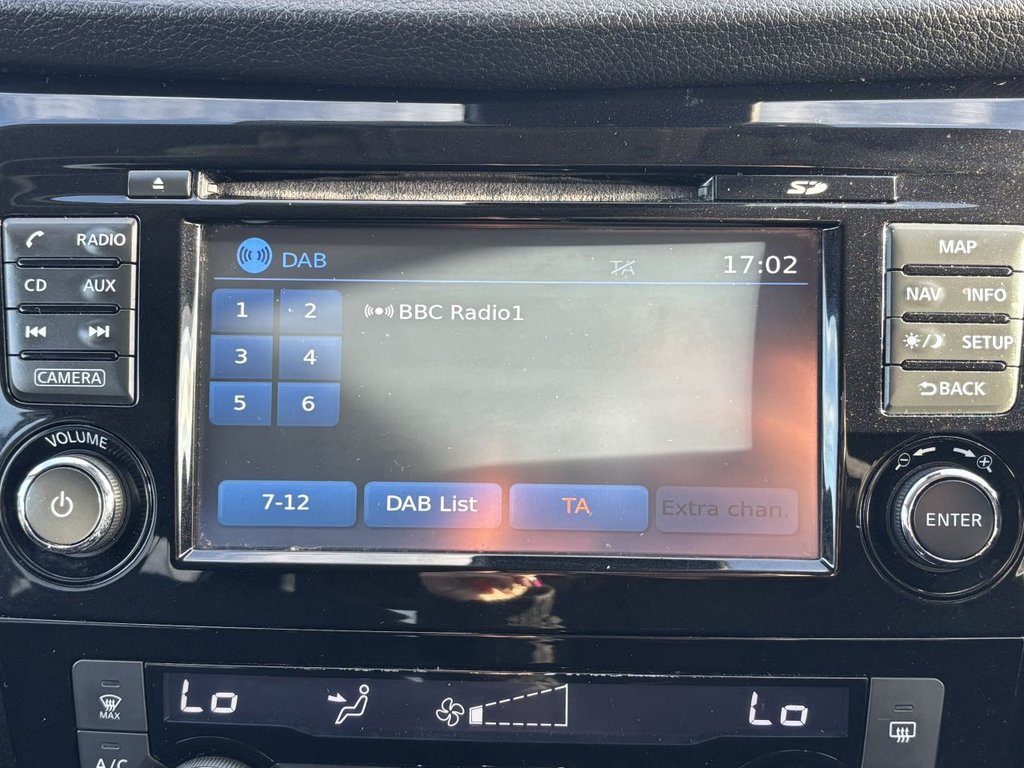 SD
RADIO
CD AUX
CAMERA
VOLUME
DAB TA 17:02
1 2 BBC Radio1
3 4
5 6
7-12 DAB List TA Extra chan.
MAP
NAV INFO
SETUP
BACK
ENTER
MAX
A/C
Lo Lo